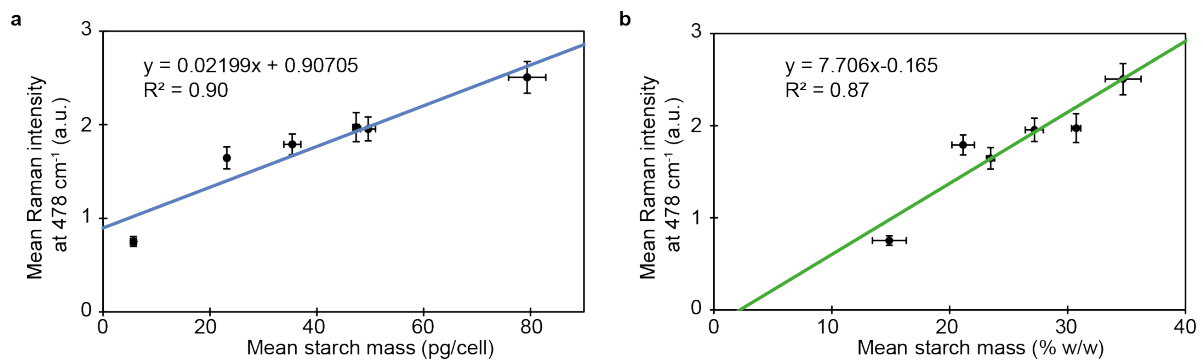 a
3
2
1
0
Mean Raman intensity
at 478 cm⁻¹ (a.u.)
y = 0.02199x + 0.90705
R² = 0.90
0
20
40
60
80
Mean starch mass (pg/cell)
b
3
2
1
0
Mean Raman intensity
at 478 cm⁻¹ (a.u.)
y = 7.706x-0.165
R² = 0.87
0
10
20
30
40
Mean starch mass (% w/w)